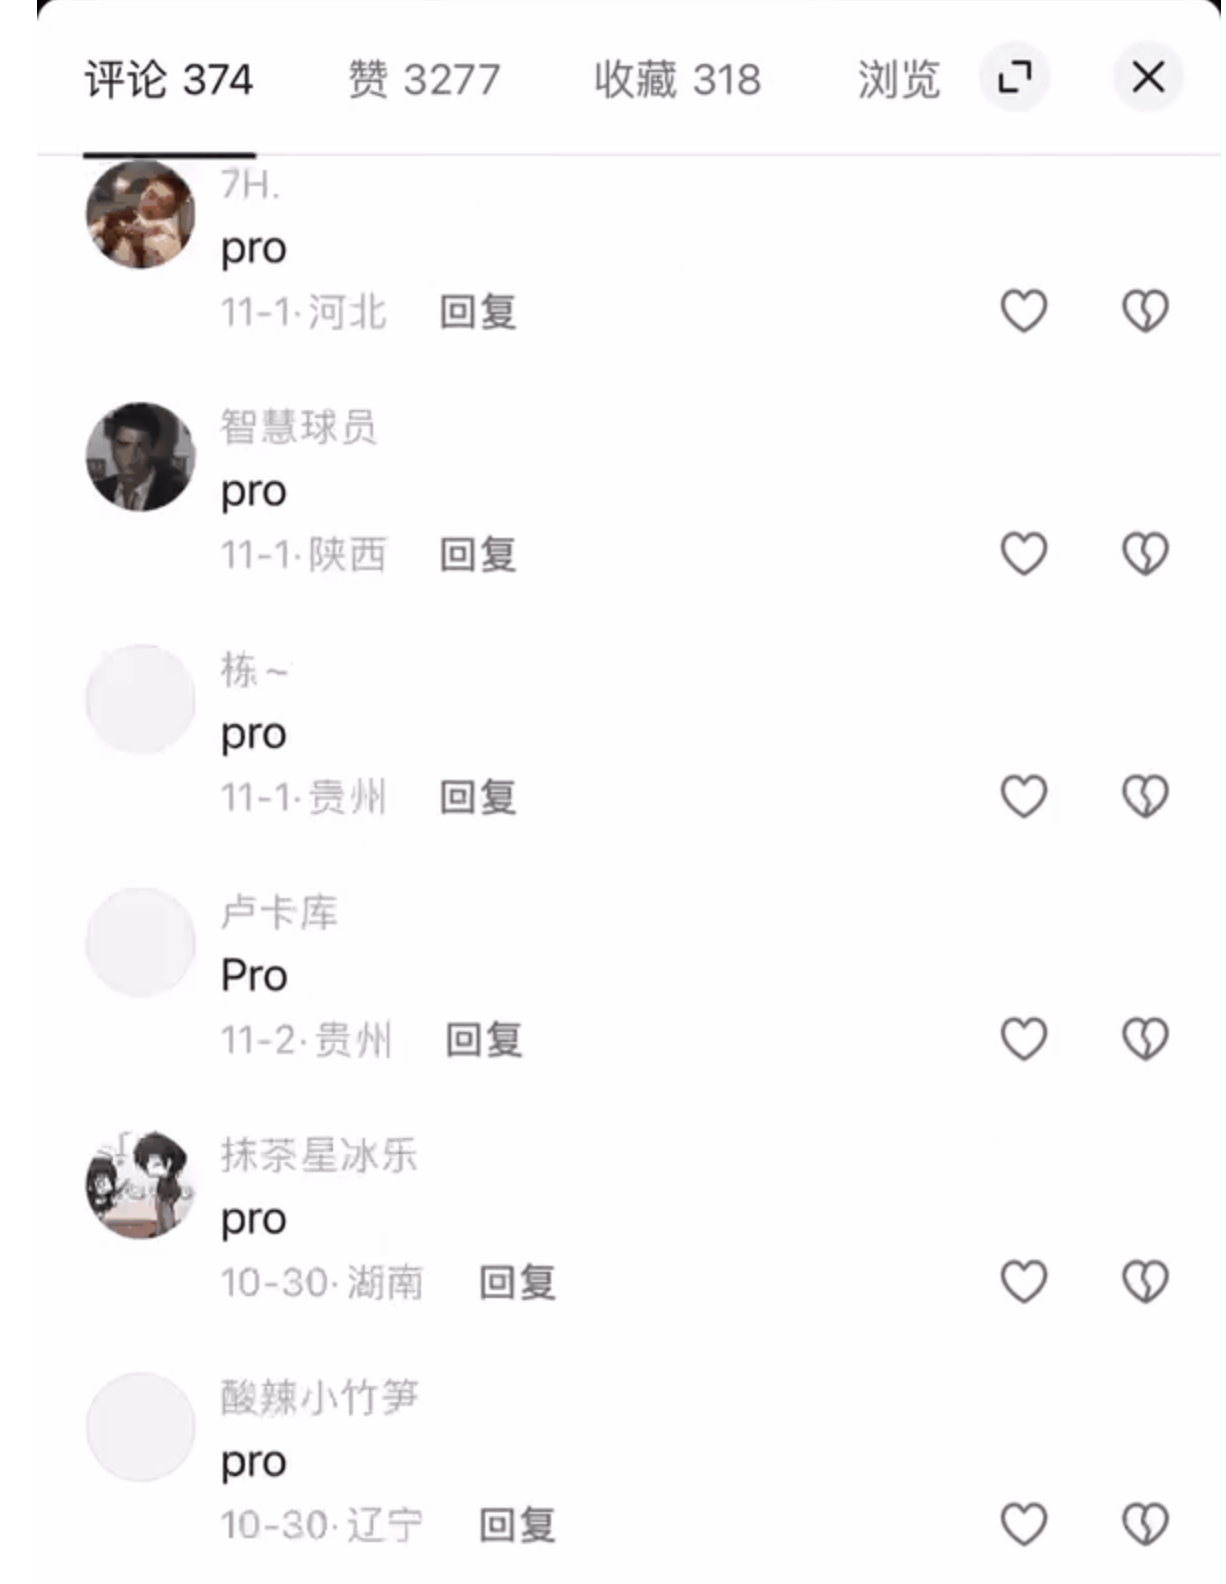 评论 374 赞 3277 收藏 318 浏览
7H.
pro
11-1·河北 回复
智慧球员
pro
11-1·陕西 回复
栋~
pro
11-1·贵州 回复
卢卡库
Pro
11-2·贵州 回复
抹茶星冰乐
pro
10-30·湖南 回复
酸辣小竹笋
pro
10-30·辽宁 回复